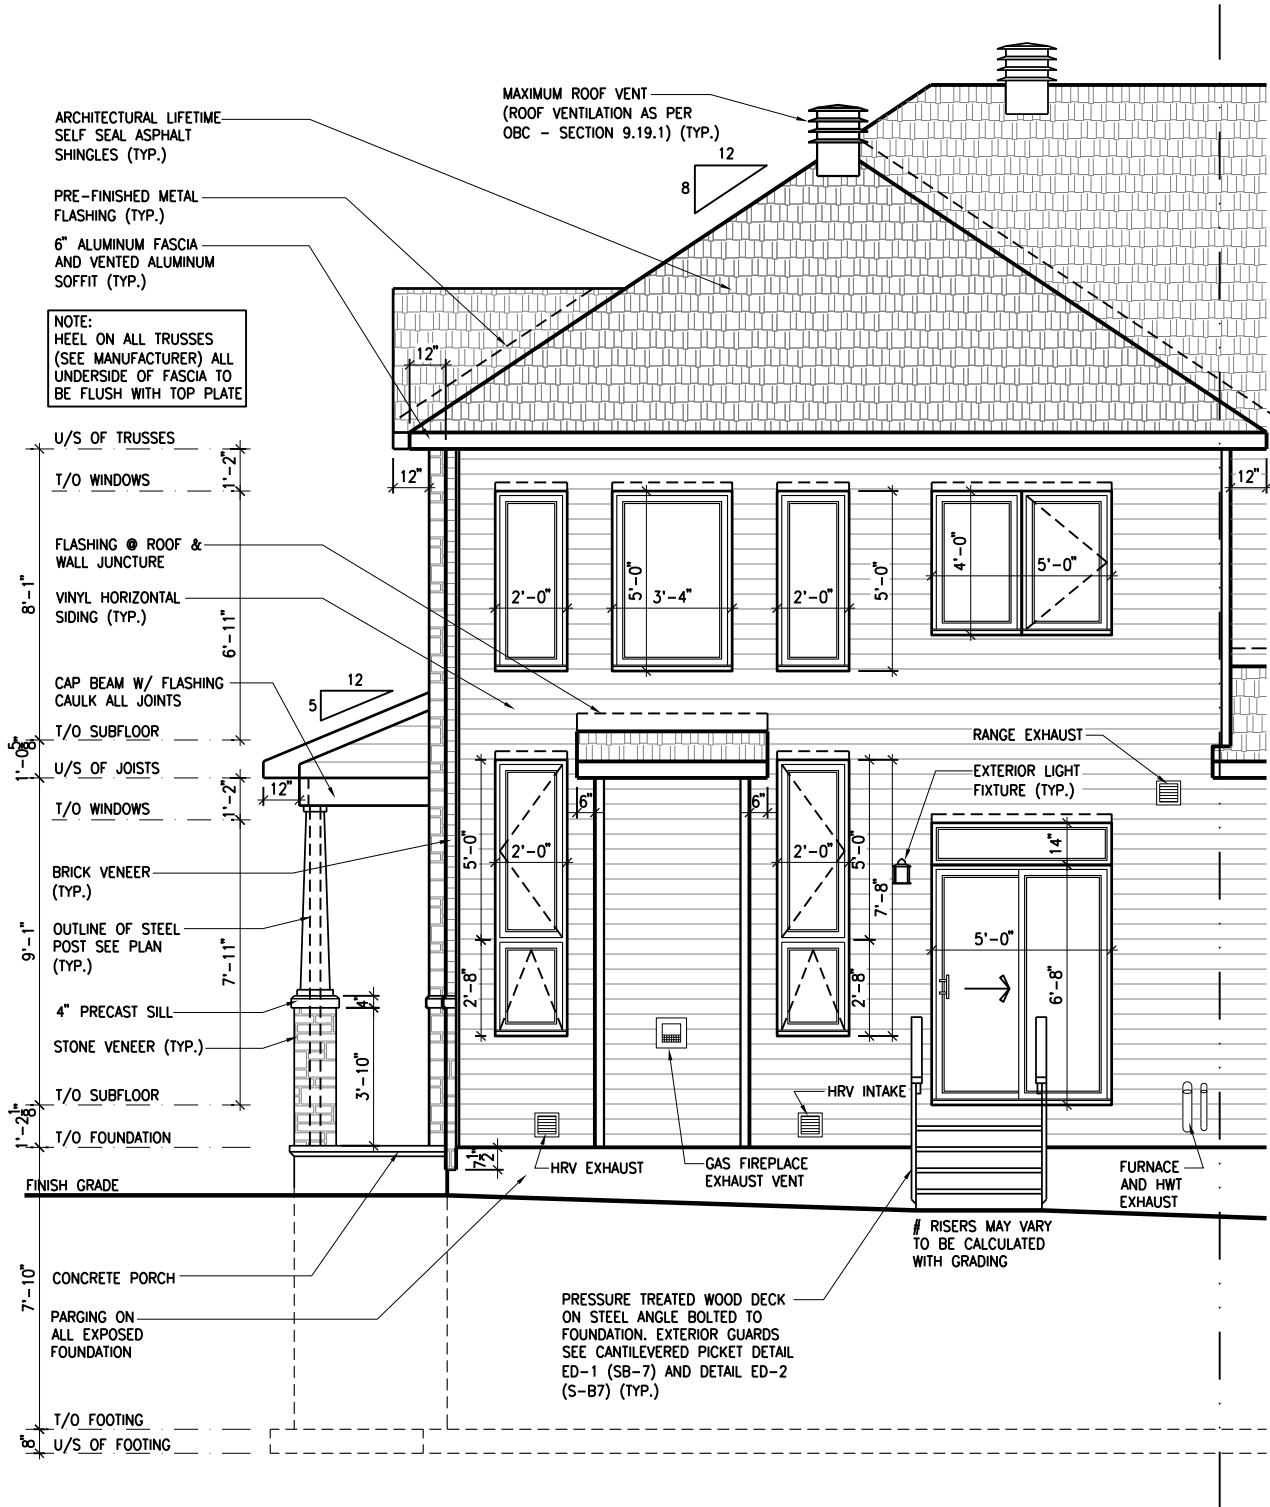 ARCHITECTURAL LIFETIME
SELF SEAL ASPHALT
SHINGLES (TYP.)
MAXIMUM ROOF VENT
(ROOF VENTILATION AS PER
OBC - SECTION 9.19.1) (TYP.)
12
8
PRE-FINISHED METAL
FLASHING (TYP.)
6" ALUMINUM FASCIA
AND VENTED ALUMINUM
SOFFIT (TYP.)
NOTE:
HEEL ON ALL TRUSSES
(SEE MANUFACTURER) ALL
UNDERSIDE OF FASCIA TO
BE FLUSH WITH TOP PLATE
12"
U/S OF TRUSSES
1'-2"
T/O WINDOWS
12"
12"
FLASHING @ ROOF &
WALL JUNCTURE
VINYL HORIZONTAL
SIDING (TYP.)
8'-1"
6'-11"
2'-0"
5'-0"
3'-4"
2'-0"
5'-0"
4'-0"
5'-0"
CAP BEAM W/ FLASHING
CAULK ALL JOINTS
12
5
T/O SUBFLOOR
1'-0 5/8"
U/S OF JOISTS
1'-2"
12"
T/O WINDOWS
RANGE EXHAUST
EXTERIOR LIGHT
FIXTURE (TYP.)
6"
6"
5'-0"
2'-0"
2'-0"
5'-0"
7'-8"
14"
BRICK VENEER
(TYP.)
OUTLINE OF STEEL
POST SEE PLAN
(TYP.)
9'-1"
7'-11"
5'-0"
6'-8"
2'-8"
2'-8"
4" PRECAST SILL
4"
STONE VENEER (TYP.)
3'-10"
T/O SUBFLOOR
HRV INTAKE
1'-2 1/8"
T/O FOUNDATION
7 1/2"
HRV EXHAUST
GAS FIREPLACE
EXHAUST VENT
FURNACE
AND HWT
EXHAUST
FINISH GRADE
# RISERS MAY VARY
TO BE CALCULATED
WITH GRADING
CONCRETE PORCH
7'-10"
PARGING ON
ALL EXPOSED
FOUNDATION
PRESSURE TREATED WOOD DECK
ON STEEL ANGLE BOLTED TO
FOUNDATION. EXTERIOR GUARDS
SEE CANTILEVERED PICKET DETAIL
ED-1 (SB-7) AND DETAIL ED-2
(S-B7) (TYP.)
T/O FOOTING
8"
U/S OF FOOTING